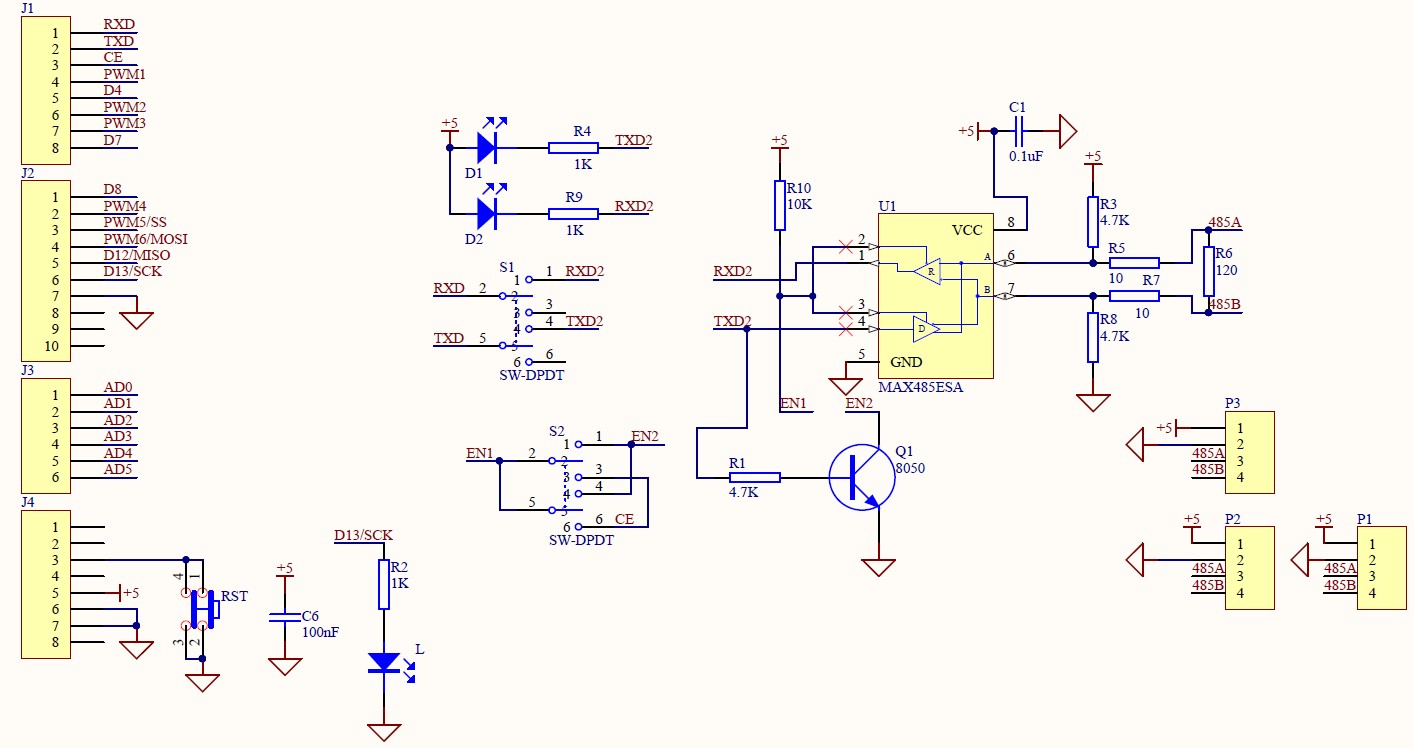 J1
1 RXD
2 TXD
3 CE
4 PWM1
5 D4
6 PWM2
7 PWM3
8 D7
J2
1 D8
2 PWM4
3 PWM5/SS
4 PWM6/MOSI
5 D12/MISO
6 D13/SCK
7
8
9
10
J3
1 AD0
2 AD1
3 AD2
4 AD3
5 AD4
6 AD5
J4
1
2
3
4
5 +5
6
7
8
4 1
RST
3 2
+5
C6
100nF
D13/SCK
R2
1K
L
+5
D1
R4
1K
TXD2
D2
R9
1K
RXD2
S1
RXD 2
TXD 5
1 1 RXD2
2
3 3
4 4 TXD2
5
6 6
SW-DPDT
S2
EN1 2
5
1 1 EN2
2
3 3
4 4
5
6 6 CE
SW-DPDT
+5
R10
10K
RXD2
TXD2
EN1
EN2
R1
4.7K
Q1
8050
+5
C1
0.1uF
U1
VCC 8
2
1
3
4
5 GND
R
D
A 6
B 7
MAX485ESA
+5
R3
4.7K
R5
10
R7
10
R8
4.7K
485A
R6
120
485B
P3
+5 1
2
485A 3
485B 4
P2
+5
1
2
485A 3
485B 4
P1
+5
1
2
485A 3
485B 4